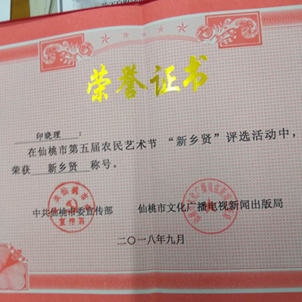 荣誉证书
印晓理：
在仙桃市第五届农民艺术节“新乡贤”评选活动中，
荣获 新乡贤 称号。
中共仙桃市委宣传部 仙桃市文化广播电视新闻出版局
二〇一八年九月